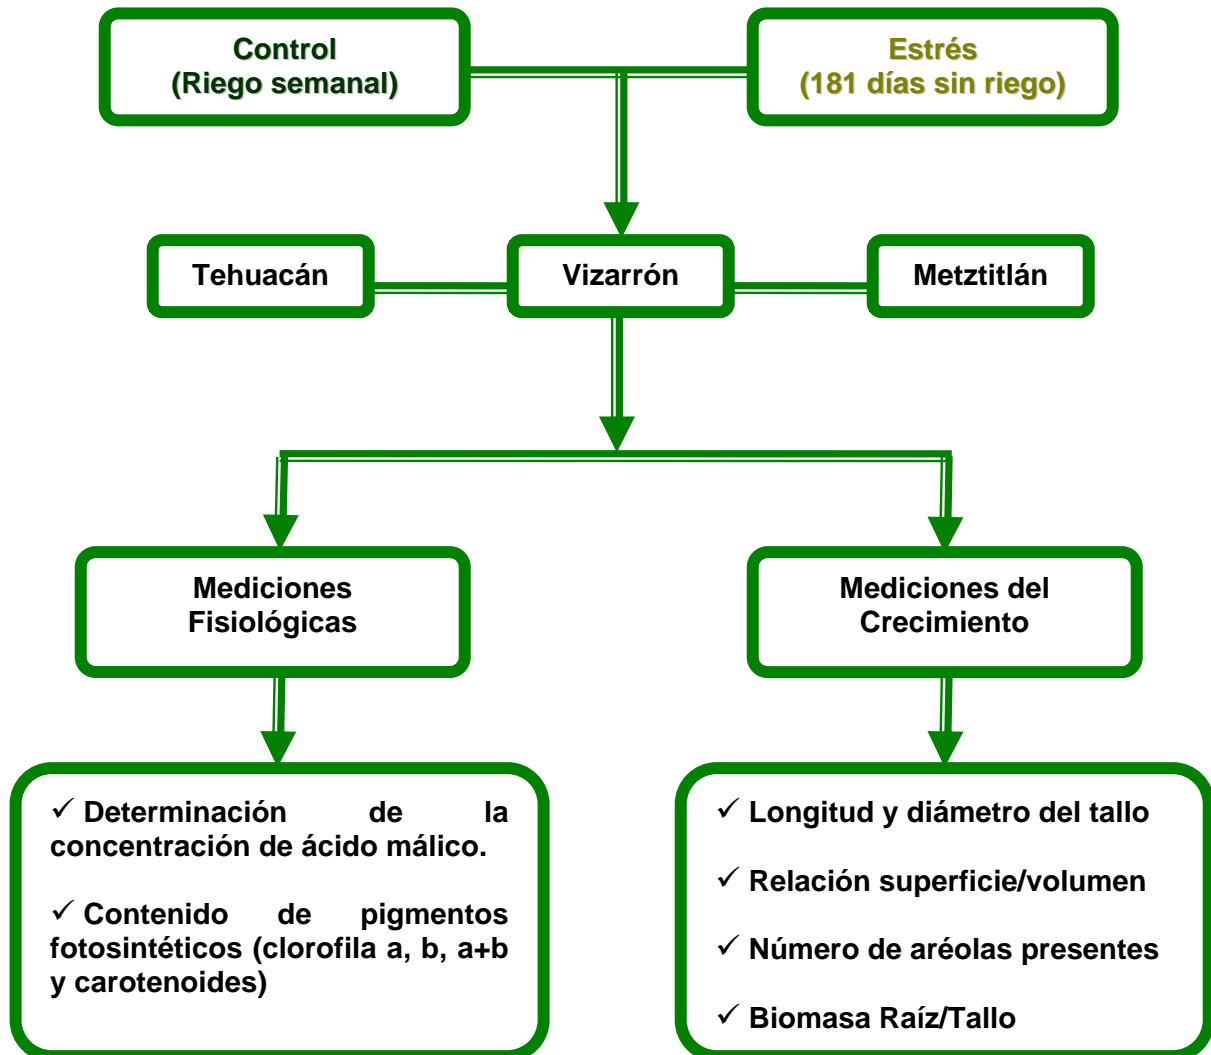 Control
(Riego semanal)
Estrés
(181 días sin riego)
Tehuacán
Vizarrón
Metztitlán
Mediciones
Fisiológicas
Mediciones del
Crecimiento
✓ Determinación de la
concentración de ácido málico.
✓ Contenido de pigmentos
fotosintéticos (clorofila a, b, a+b
y carotenoides)
✓ Longitud y diámetro del tallo
✓ Relación superficie/volumen
✓ Número de aréolas presentes
✓ Biomasa Raíz/Tallo